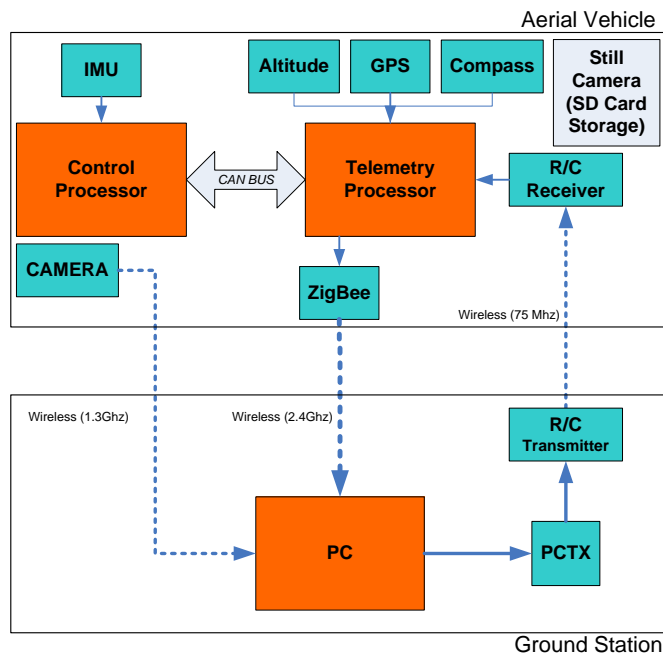 Aerial Vehicle
IMU
Altitude
GPS
Compass
Still
Camera
(SD Card
Storage)
Control
Processor
CAN BUS
Telemetry
Processor
R/C
Receiver
CAMERA
ZigBee
Wireless (75 Mhz)
Wireless (1.3Ghz)
Wireless (2.4Ghz)
R/C
Transmitter
PC
PCTX
Ground Station